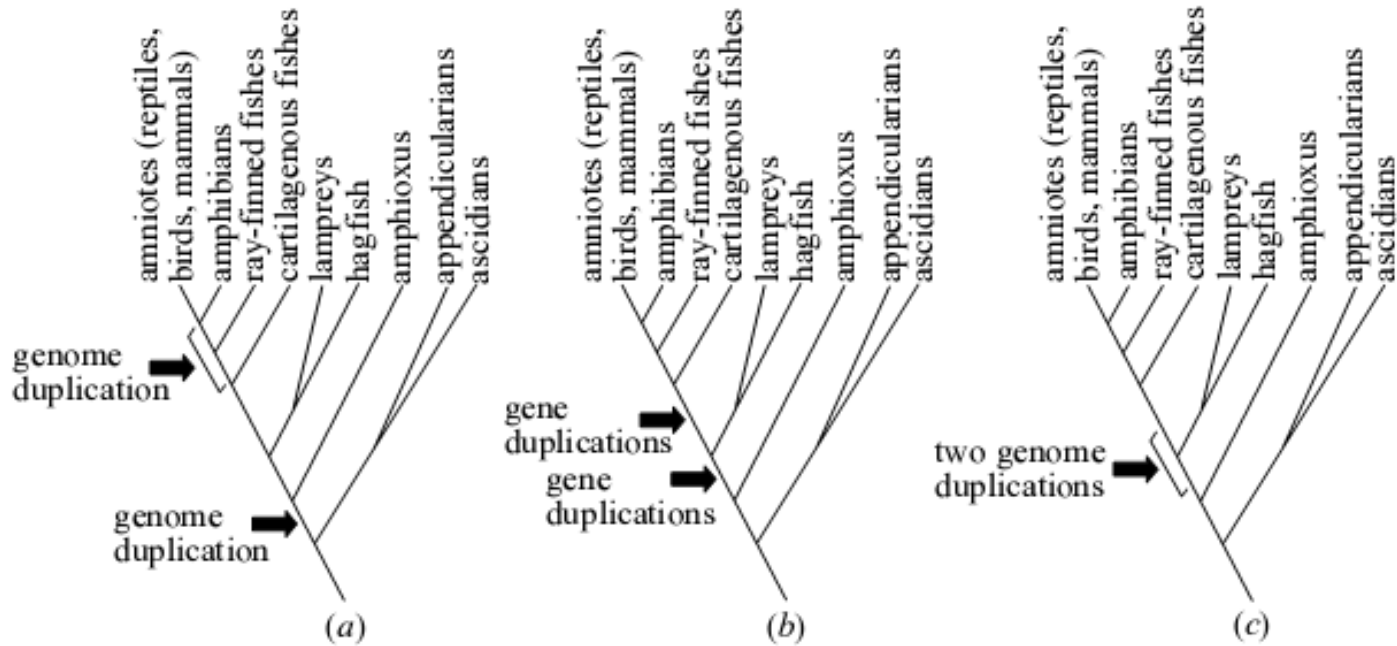 amniotes (reptiles,
birds, mammals)
amphibians
ray-finned fishes
cartilagenous fishes
lampreys
hagfish
amphioxus
appendicularians
ascidians
genome
duplication
genome
duplication
(a)
amniotes (reptiles,
birds, mammals)
amphibians
ray-finned fishes
cartilagenous fishes
lampreys
hagfish
amphioxus
appendicularians
ascidians
gene
duplications
gene
duplications
(b)
amniotes (reptiles,
birds, mammals)
amphibians
ray-finned fishes
cartilagenous fishes
lampreys
hagfish
amphioxus
appendicularians
ascidians
two genome
duplications
(c)